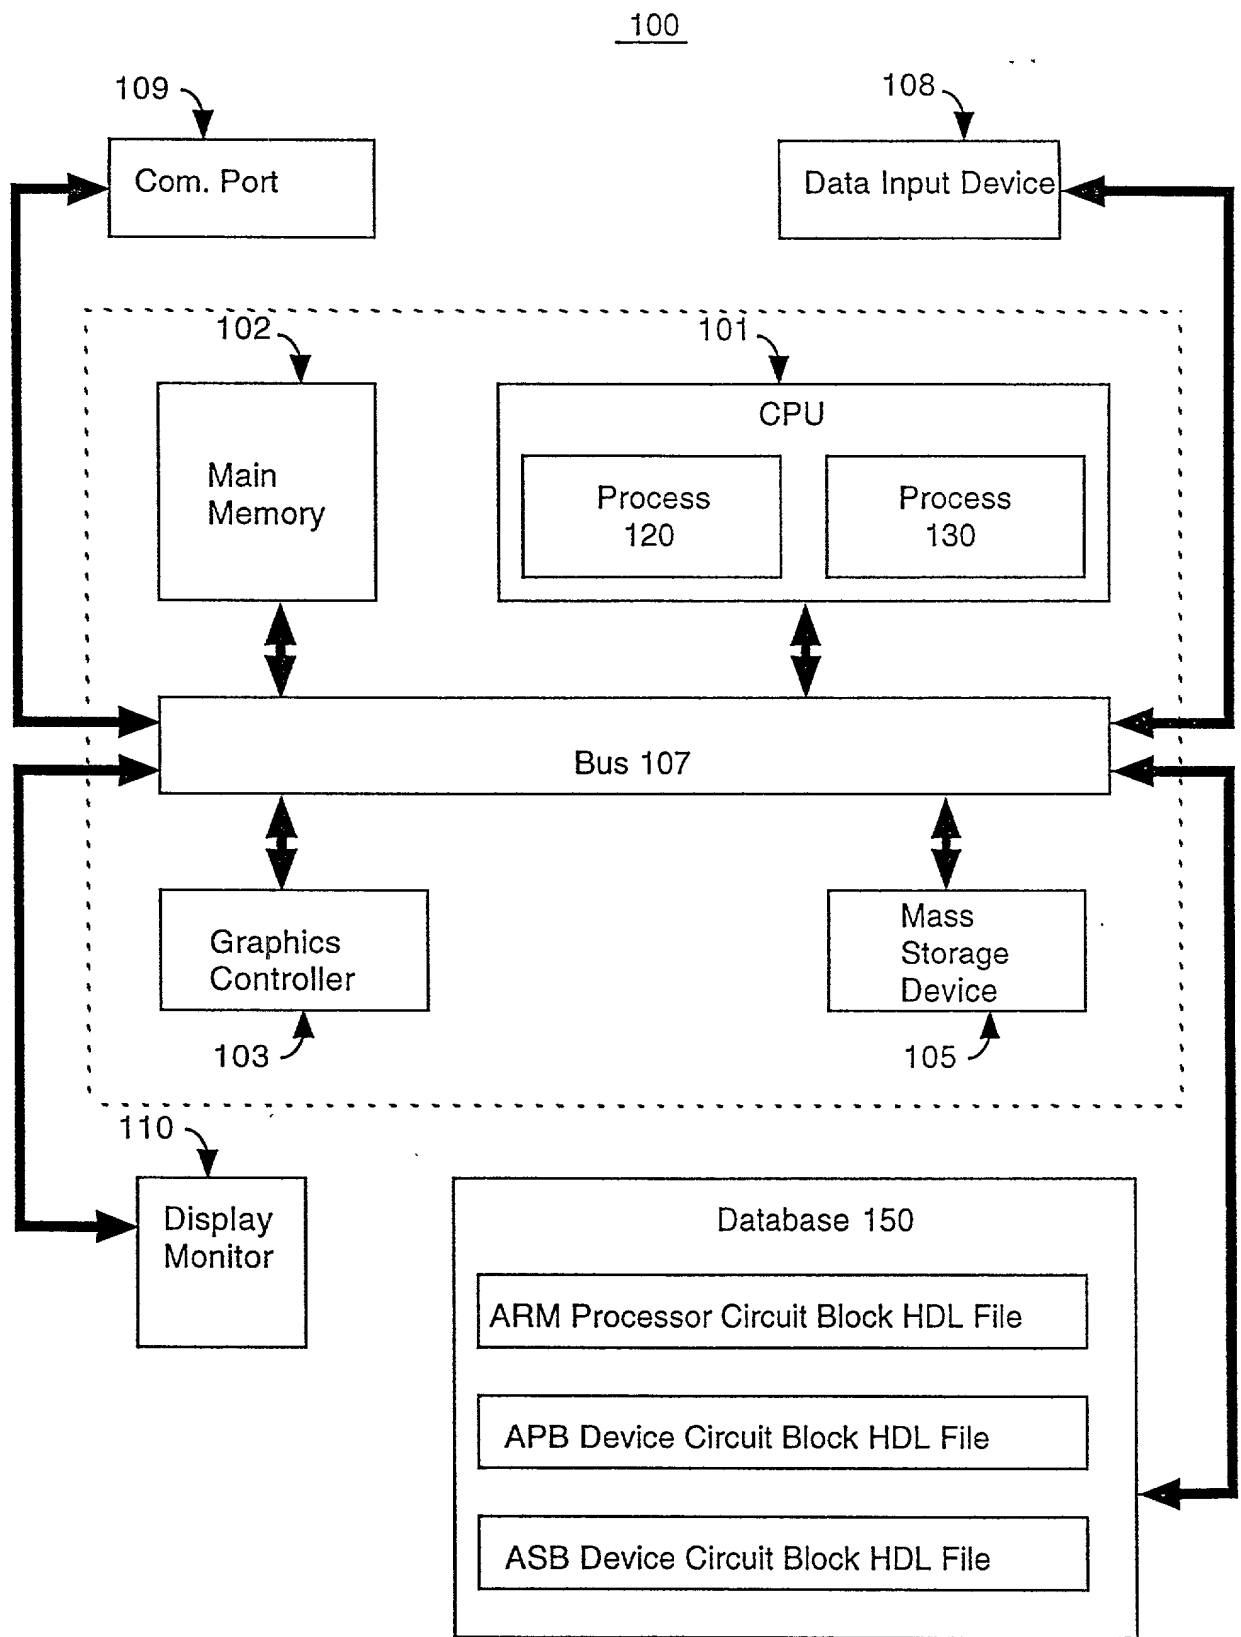 100
109
108
Com. Port
Data Input Device
102
101
CPU
Main
Memory
Process
120
Process
130
Bus 107
Graphics
Controller
Mass
Storage
Device
103
105
110
Display
Monitor
Database 150
ARM Processor Circuit Block HDL File
APB Device Circuit Block HDL File
ASB Device Circuit Block HDL File